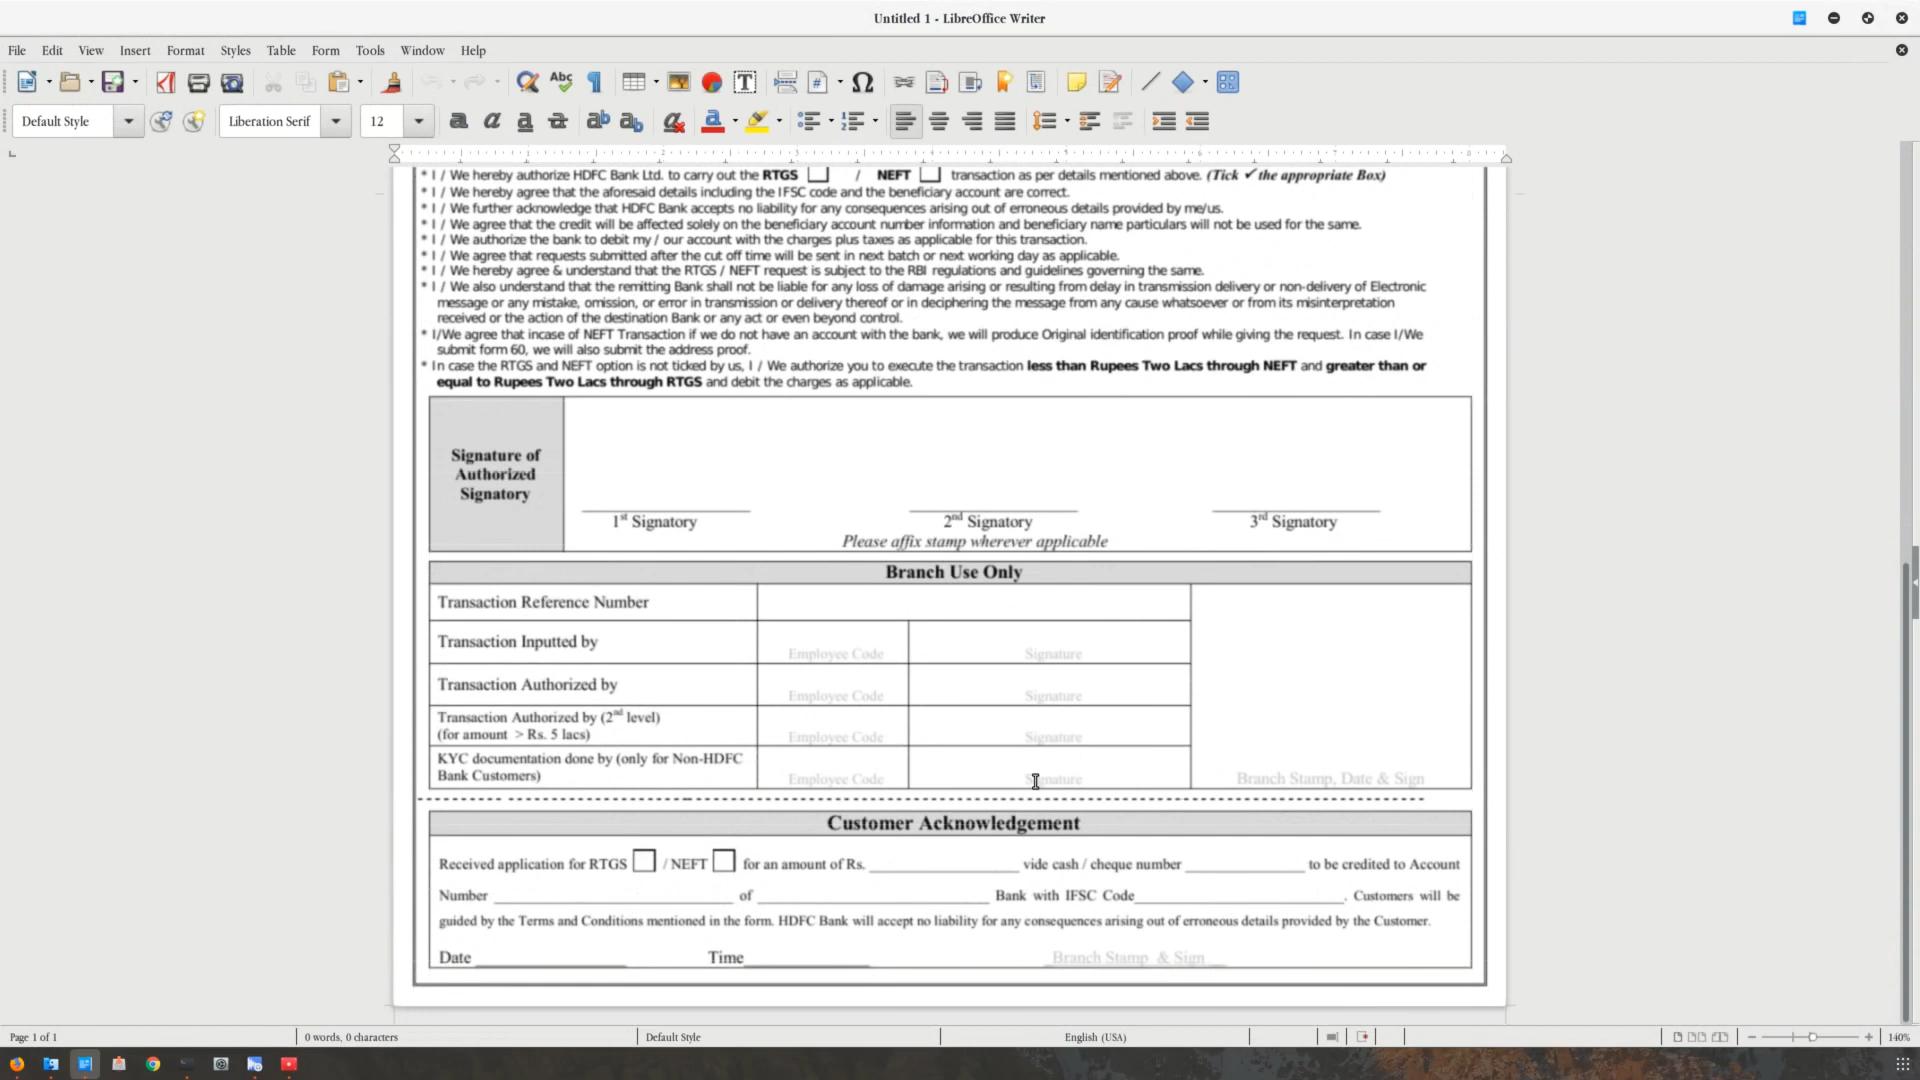 Untitled 1 - LibreOffice Writer
File Edit View Insert Format Styles Table Form Tools Window Help
Default Style Liberation Serif 12
* I / We hereby authorize HDFC Bank Ltd. to carry out the RTGS / NEFT transaction as per details mentioned above. (Tick ✓ the appropriate Box)
* I / We hereby agree that the aforesaid details including the IFSC code and the beneficiary account are correct.
* I / We further acknowledge that HDFC Bank accepts no liability for any consequences arising out of erroneous details provided by me/us.
* I / We agree that the credit will be affected solely on the beneficiary account number information and beneficiary name particulars will not be used for the same.
* I / We authorize the bank to debit my / our account with the charges plus taxes as applicable for this transaction.
* I / We agree that requests submitted after the cut off time will be sent in next batch or next working day as applicable.
* I / We hereby agree & understand that the RTGS / NEFT request is subject to the RBI regulations and guidelines governing the same.
* I / We also understand that the remitting Bank shall not be liable for any loss of damage arising or resulting from delay in transmission delivery or non-delivery of Electronic
message or any mistake, omission, or error in transmission or delivery thereof or in deciphering the message from any cause whatsoever or from its misinterpretation
received or the action of the destination Bank or any act or even beyond control.
* I/We agree that incase of NEFT Transaction if we do not have an account with the bank, we will produce Original identification proof while giving the request. In case I/We
submit form 60, we will also submit the address proof.
* In case the RTGS and NEFT option is not ticked by us, I / We authorize you to execute the transaction less than Rupees Two Lacs through NEFT and greater than or
equal to Rupees Two Lacs through RTGS and debit the charges as applicable.
Signature of
Authorized
Signatory
1st Signatory 2nd Signatory 3rd Signatory
Please affix stamp wherever applicable
Branch Use Only
Transaction Reference Number
Transaction Inputted by Employee Code Signature
Transaction Authorized by Employee Code Signature
Transaction Authorized by (2nd level)
(for amount > Rs. 5 lacs) Employee Code Signature
KYC documentation done by (only for Non-HDFC
Bank Customers) Employee Code Signature Branch Stamp, Date & Sign
Customer Acknowledgement
Received application for RTGS / NEFT for an amount of Rs. ____ vide cash / cheque number ____ to be credited to Account
Number ____ of ____ Bank with IFSC Code____. Customers will be
guided by the Terms and Conditions mentioned in the form. HDFC Bank will accept no liability for any consequences arising out of erroneous details provided by the Customer.
Date ____ Time____ Branch Stamp & Sign
Page 1 of 1 0 words, 0 characters Default Style English (USA) 140%